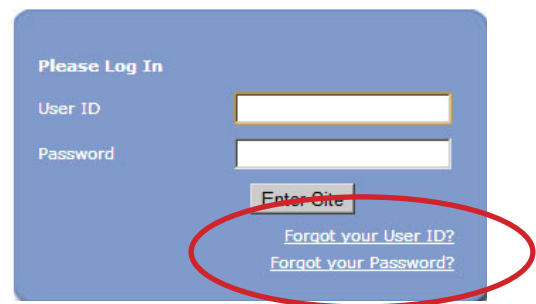 Please Log In
User ID
Password
Enter Site
Forgot your User ID?
Forgot your Password?